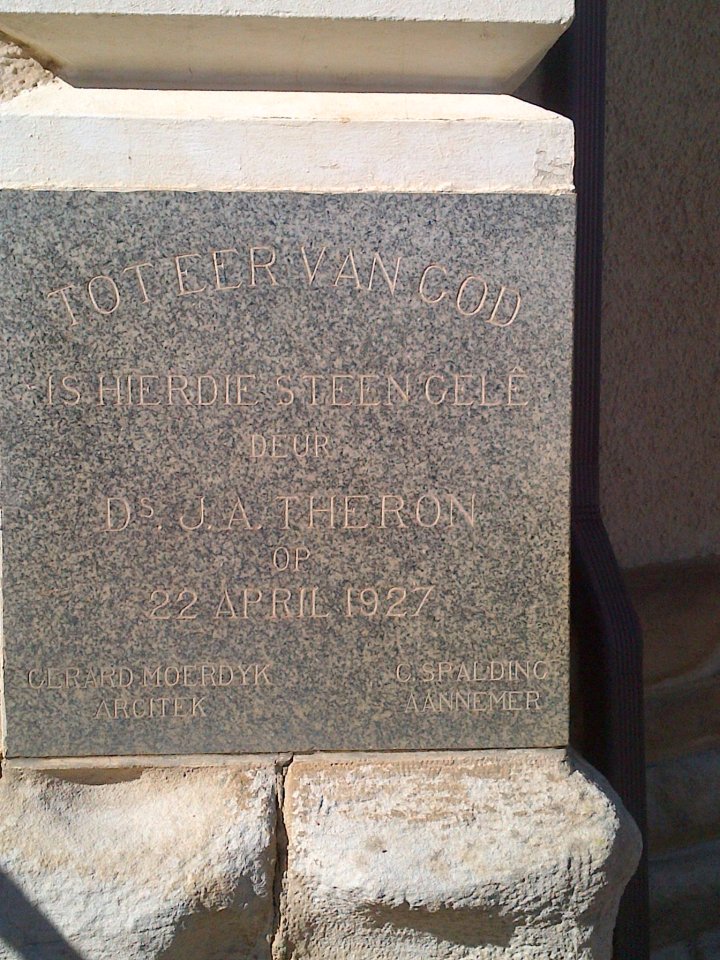 TOT EER VAN GOD
IS HIERDIE STEEN GELÊ
DEUR
DS. J. A. THERON
OP
22 APRIL 1927
GERARD MOERDYK
ARGITEK
C. SPALDING
AANNEMER